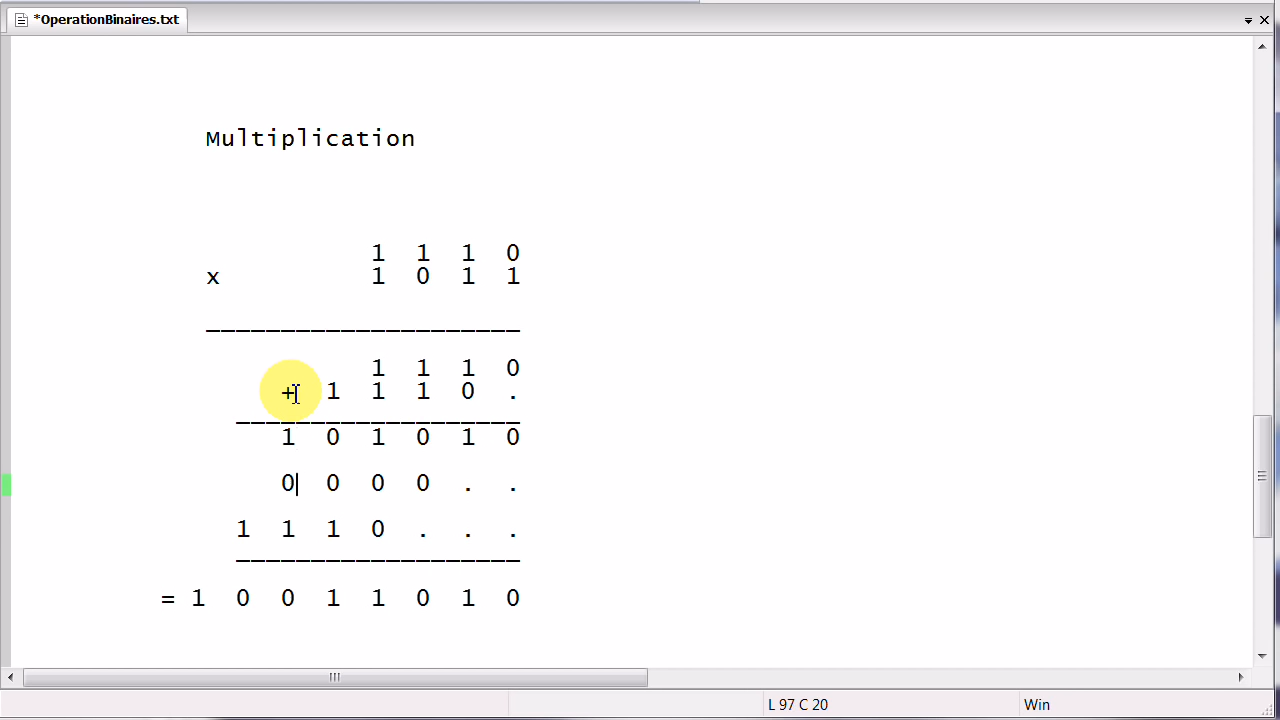 *OperationBinaires.txt
Multiplication
1 1 1 0
x 1 0 1 1
____________________
1 1 1 0
+ 1 1 1 0 .
___________________
1 0 1 0 1 0
0 0 0 0 . .
1 1 1 0 . . .
___________________
= 1 0 0 1 1 0 1 0
L 97 C 20 Win